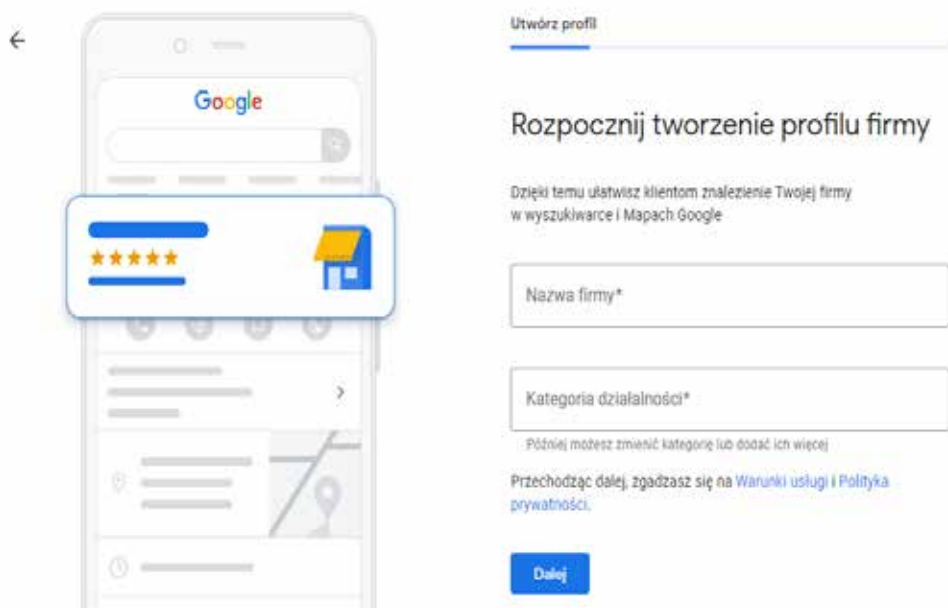 Utwórz profil
Google
Rozpocznij tworzenie profilu firmy
Dzięki temu ułatwisz klientom znalezienie Twojej firmy
w wyszukiwarce i Mapach Google
Nazwa firmy*
Kategoria działalności*
Później możesz zmienić kategorię lub dodać ich więcej
Przechodząc dalej, zgadzasz się na Warunki usługi i Polityka
prywatności.
Dalej